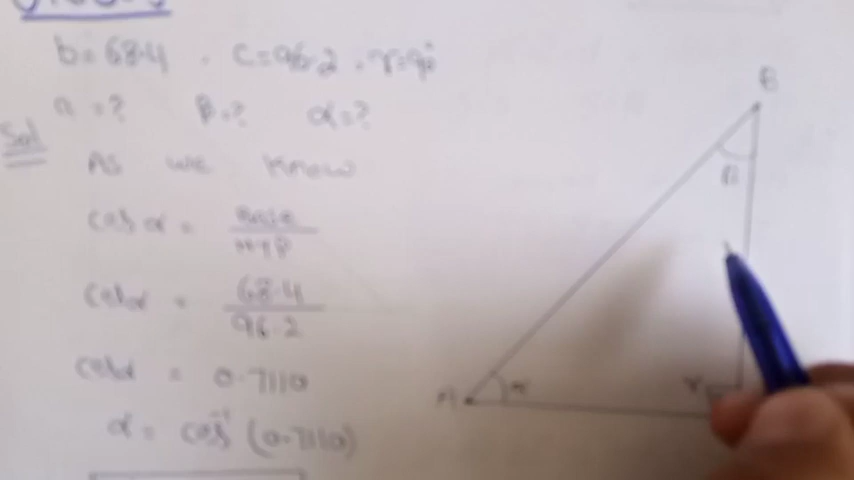 b = 68.4 , c = 96.2 , γ = 90°
a = ? β = ? α = ?
Sol
As we know
cos α = Base / HYP
cos α = 68.4 / 96.2
cos α = 0.7110
α = cos⁻¹ (0.7110)
B
β
A α γ